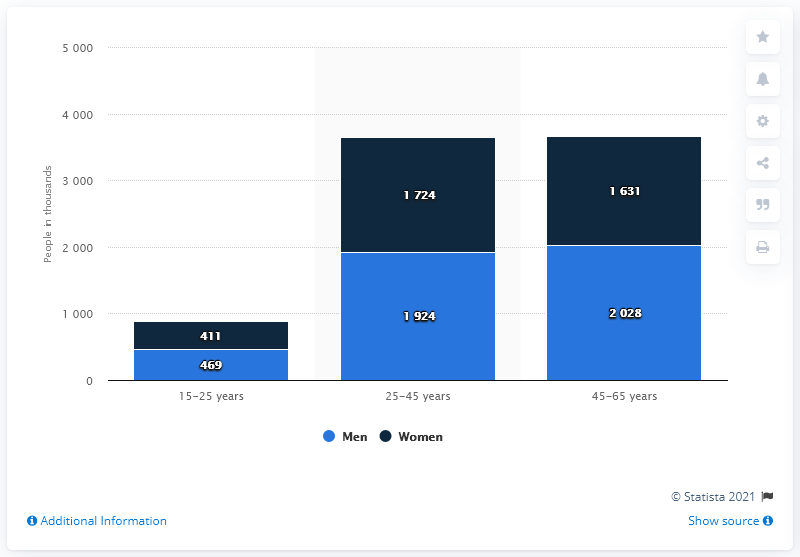 5 000
4 000
3 000
2 000
1 000
0
People in thousands
1 724
1 631
411
469
1 924
2 028
15-25 years
25-45 years
45-65 years
Men
Women
© Statista 2021
Additional Information
Show source